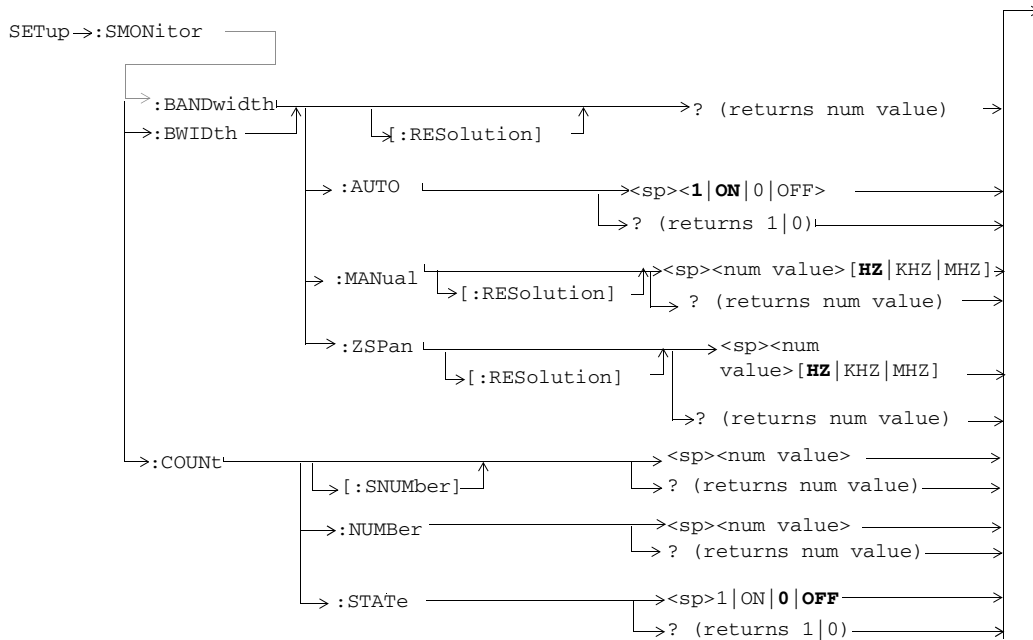 SETup :SMONitor
:BANDwidth ? (returns num value)
:BWIDth [:RESolution]
:AUTO <sp><1|ON|0|OFF>
? (returns 1|0)
:MANual <sp><num value>[HZ|KHZ|MHZ]
[:RESolution] ? (returns num value)
:ZSPan <sp><num
[:RESolution] value>[HZ|KHZ|MHZ]
? (returns num value)
:COUNt <sp><num value>
[:SNUMber] ? (returns num value)
:NUMBer <sp><num value>
? (returns num value)
:STATe <sp>1|ON|0|OFF
? (returns 1|0)